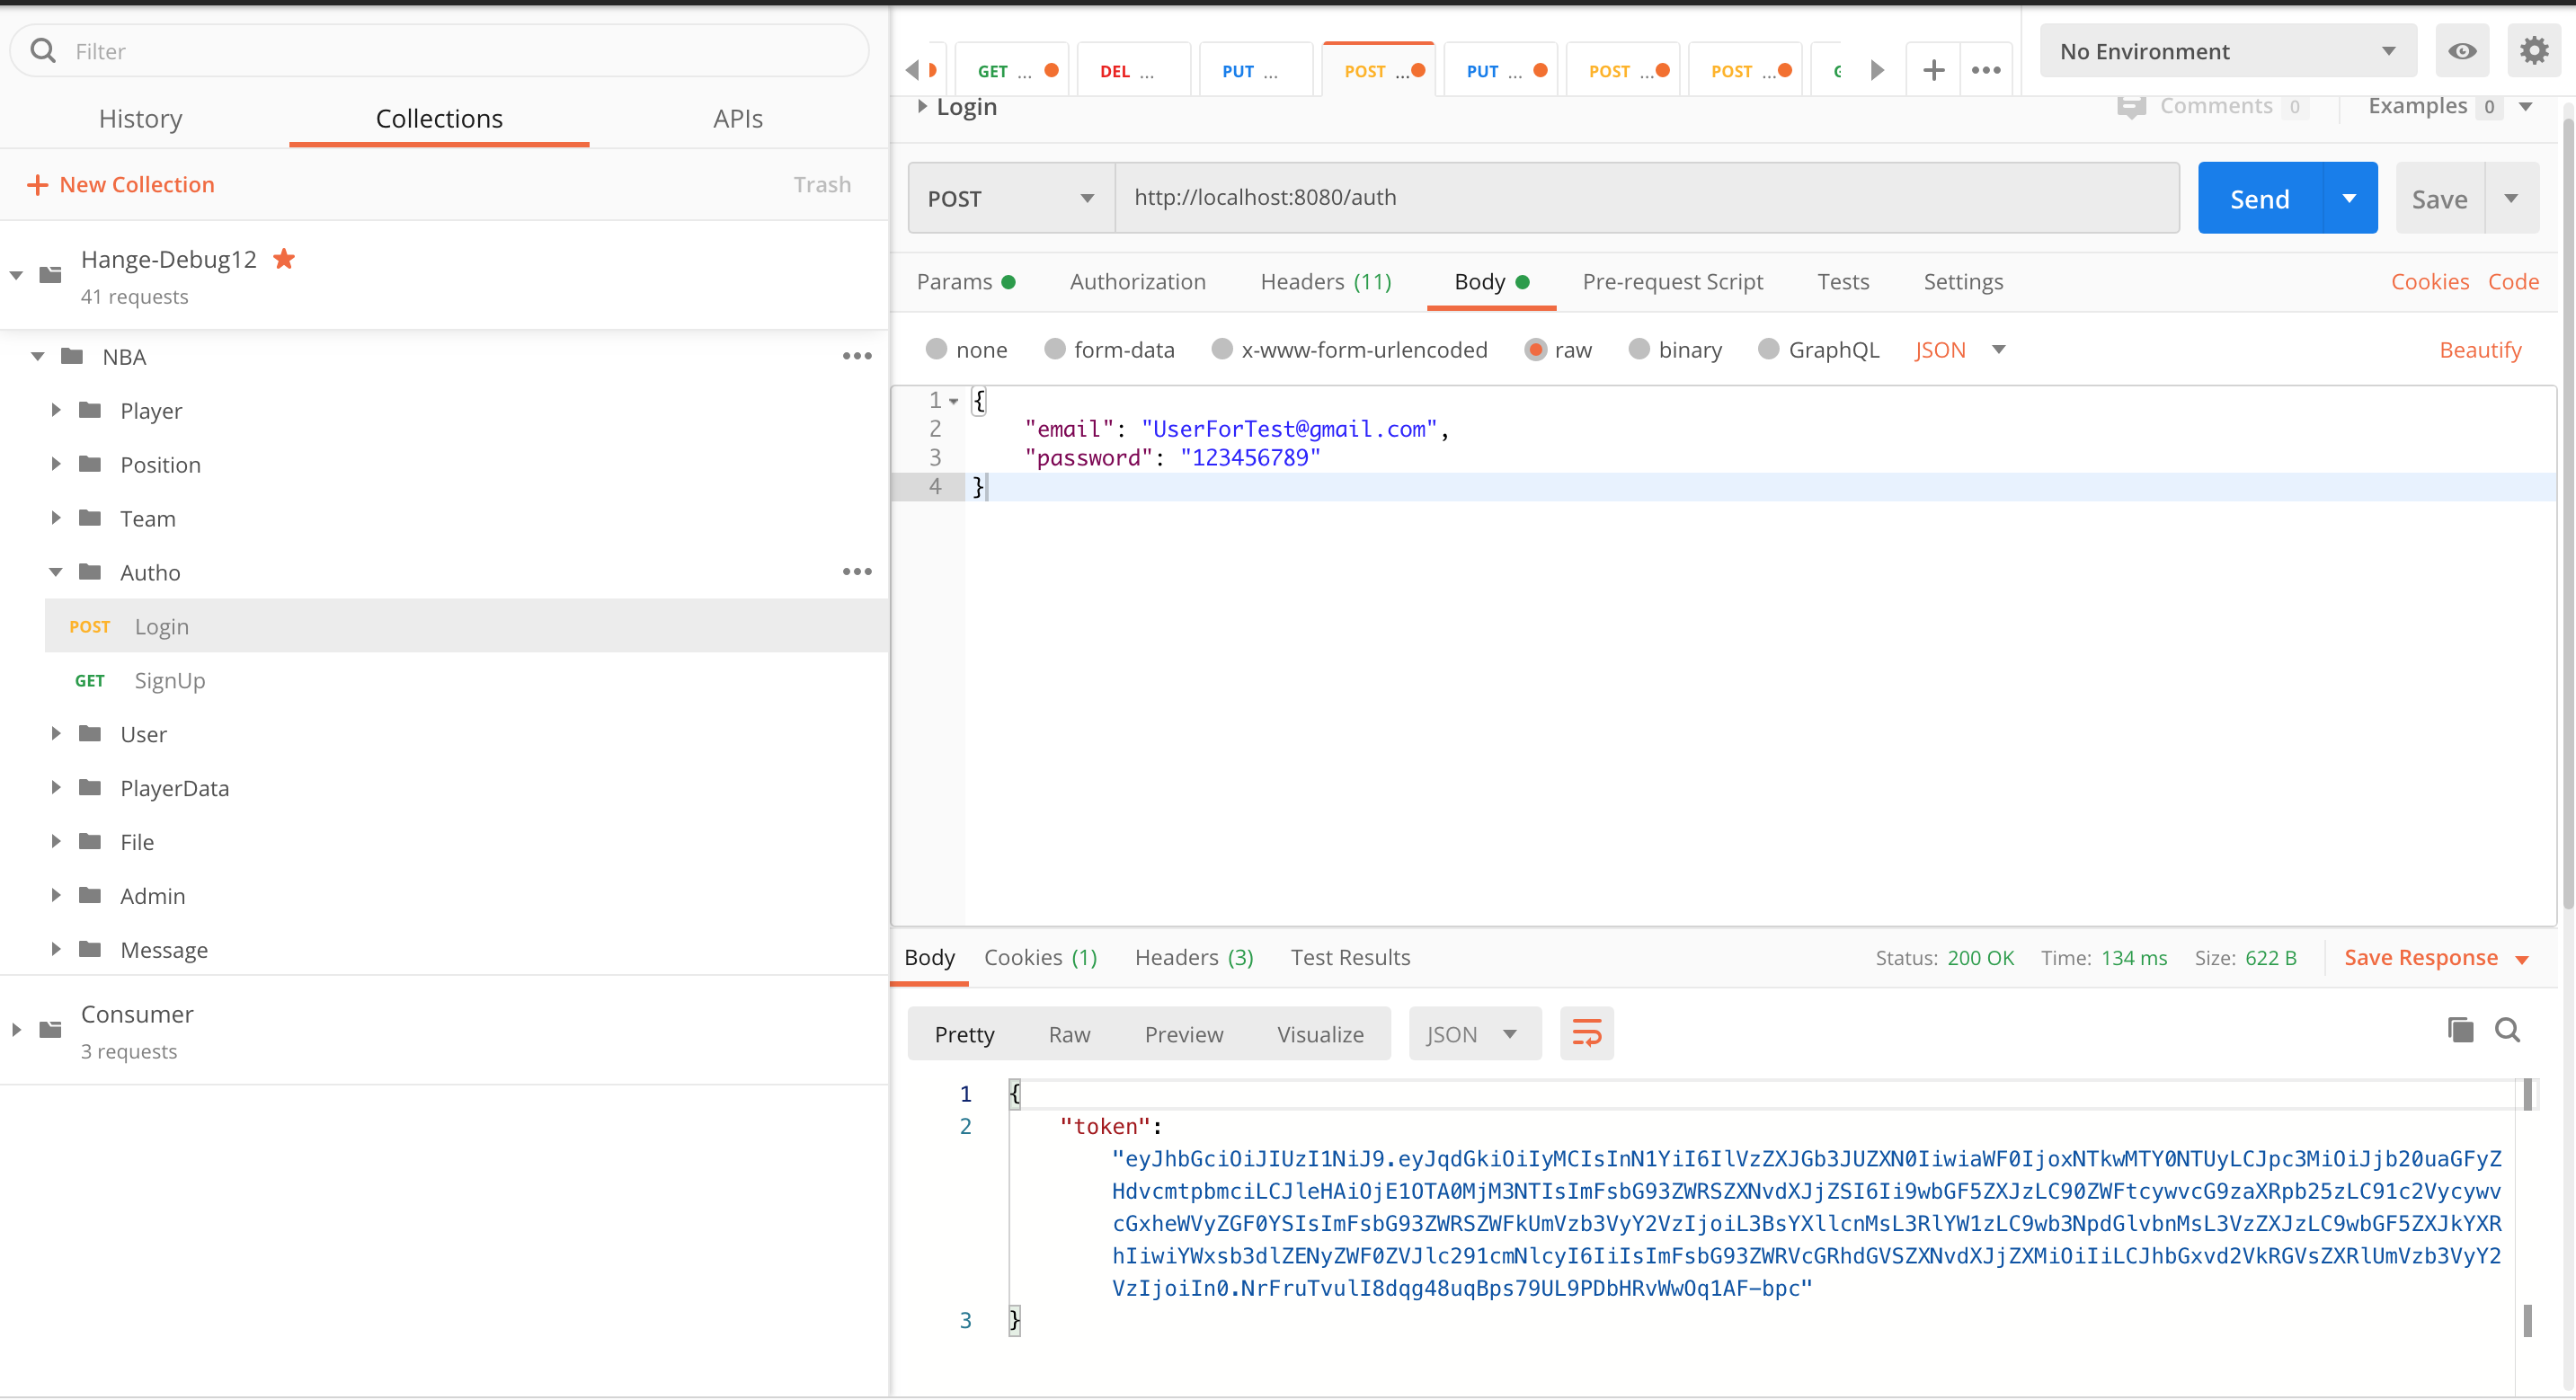 Filter
History
Collections
APIs
New Collection
Trash
Hange-Debug12
41 requests
NBA
Player
Position
Team
Autho
POST Login
GET SignUp
User
PlayerData
File
Admin
Message
Consumer
3 requests
GET ...
DEL ...
PUT ...
POST ...
PUT ...
POST ...
POST ...
No Environment
Login
Comments 0
Examples 0
POST
http://localhost:8080/auth
Send
Save
Params
Authorization
Headers (11)
Body
Pre-request Script
Tests
Settings
Cookies
Code
none
form-data
x-www-form-urlencoded
raw
binary
GraphQL
JSON
Beautify
1 {
2 "email": "UserForTest@gmail.com",
3 "password": "123456789"
4 }
Body
Cookies (1)
Headers (3)
Test Results
Status: 200 OK
Time: 134 ms
Size: 622 B
Save Response
Pretty
Raw
Preview
Visualize
JSON
1 {
2 "token":
"eyJhbGciOiJIUzI1NiJ9.eyJqdGkiOiIyMCIsInN1YiI6IlVzZXJGb3JUZXN0IiwiaWF0IjoxNTkwMTY0NTUyLCJpc3MiOiJjb20uaGFyZ
HdvcmtpbmciLCJleHAiOjE1OTA0MjM3NTIsImFsbG93ZWRSZXNvdXJjZSI6Ii9wbGF5ZXJzLC90ZWFtcywvcG9zaXRpb25zLC91c2Vycywv
cGxheWVyZGF0YSIsImFsbG93ZWRSZWFkUmVzb3VyY2VzIjoiL3BsYXllcnMsL3RlYW1zLC9wb3NpdGlvbnMsL3VzZXJzLC9wbGF5ZXJkYXR
hIiwiYWxsb3dlZENyZWF0ZVJlc291cmNlcyI6IiIsImFsbG93ZWRVcGRhdGVSZXNvdXJjZXMiOiIiLCJhbGxvd2VkRGVsZXRlUmVzb3VyY2
VzIjoiIn0.NrFruTvulI8dqg48uqBps79UL9PDbHRvWwOq1AF-bpc"
3 }